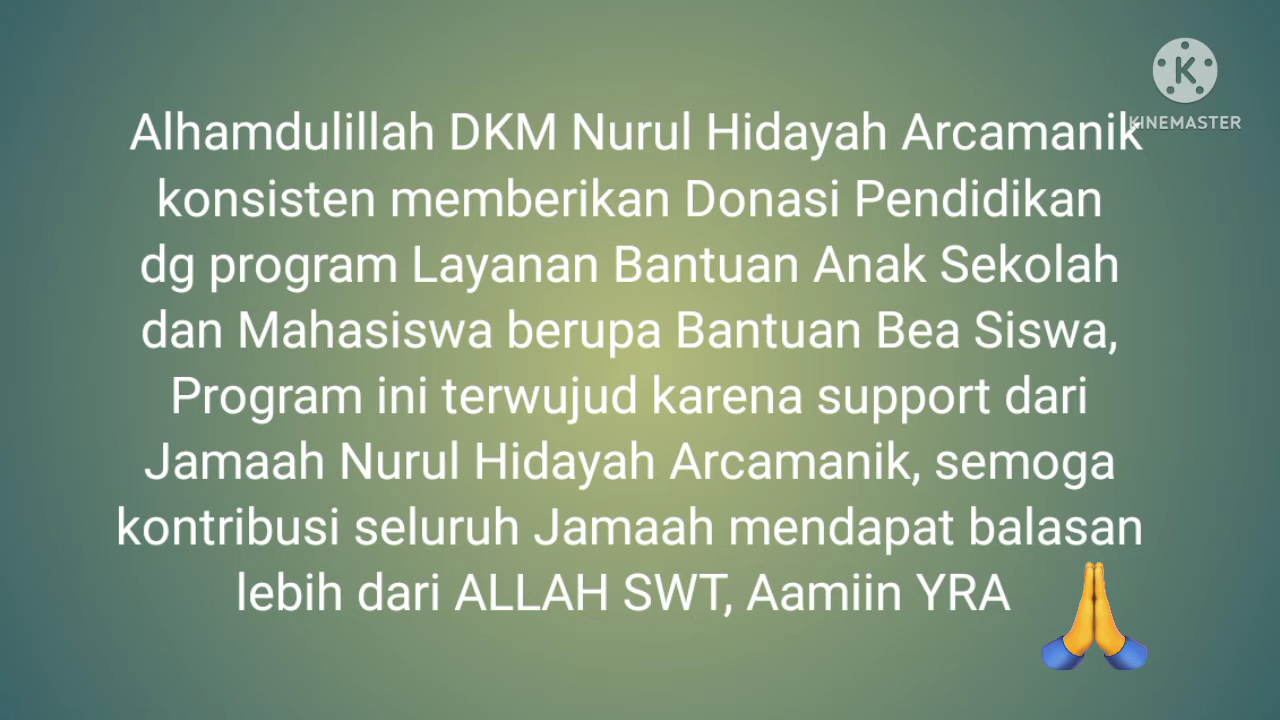 K
KINEMASTER
Alhamdulillah DKM Nurul Hidayah Arcamanik
konsisten memberikan Donasi Pendidikan
dg program Layanan Bantuan Anak Sekolah
dan Mahasiswa berupa Bantuan Bea Siswa,
Program ini terwujud karena support dari
Jamaah Nurul Hidayah Arcamanik, semoga
kontribusi seluruh Jamaah mendapat balasan
lebih dari ALLAH SWT, Aamiin YRA